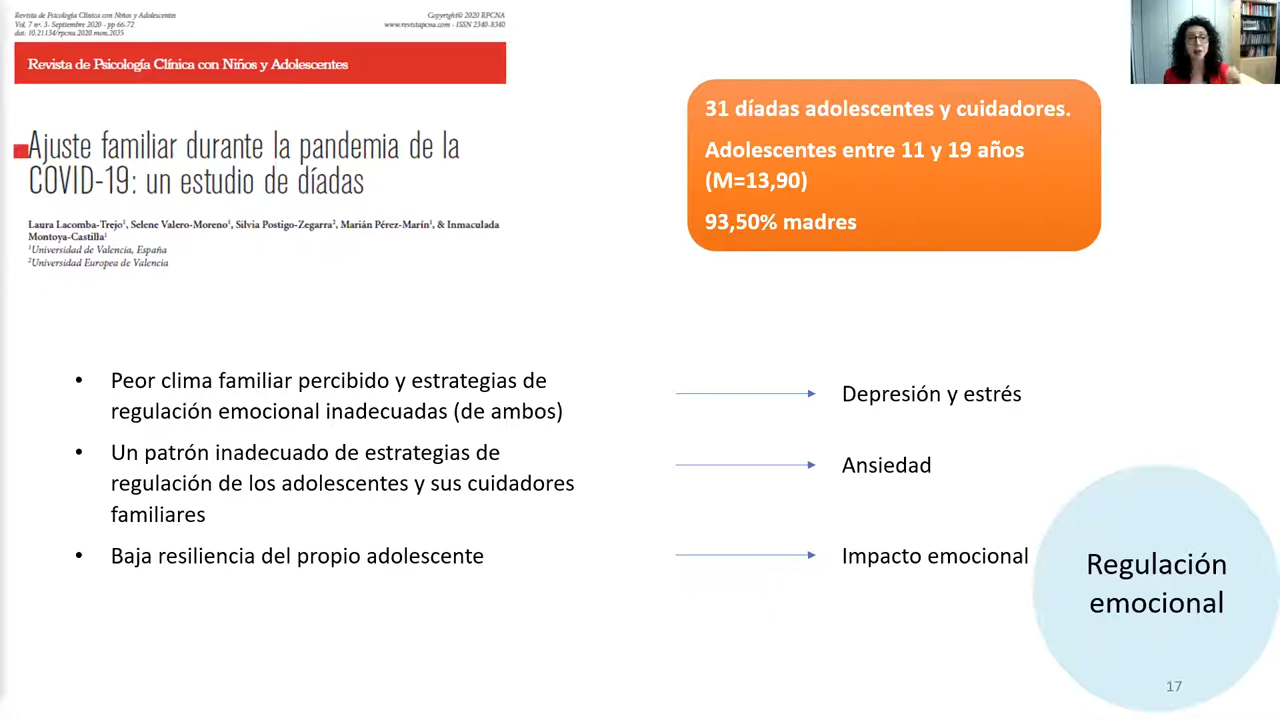 Revista de Psicología Clínica con Niños y Adolescentes
Vol. 7 nº. 3- Septiembre 2020 - pp 66-72
doi: 10.21134/rpcna.2020.mon.2035
Copyright© 2020 RPCNA
www.revistapcna.com - ISSN 2340-8340
Revista de Psicología Clínica con Niños y Adolescentes
Ajuste familiar durante la pandemia de la
COVID-19: un estudio de díadas
Laura Lacomba-Trejo¹, Selene Valero-Moreno¹, Silvia Postigo-Zegarra², Marián Pérez-Marín¹, & Inmaculada
Montoya-Castilla¹
¹Universidad de Valencia, España
²Universidad Europea de Valencia
31 díadas adolescentes y cuidadores.
Adolescentes entre 11 y 19 años
(M=13,90)
93,50% madres
• Peor clima familiar percibido y estrategias de
regulación emocional inadecuadas (de ambos)
Depresión y estrés
• Un patrón inadecuado de estrategias de
regulación de los adolescentes y sus cuidadores
familiares
Ansiedad
• Baja resiliencia del propio adolescente
Impacto emocional
Regulación
emocional
17